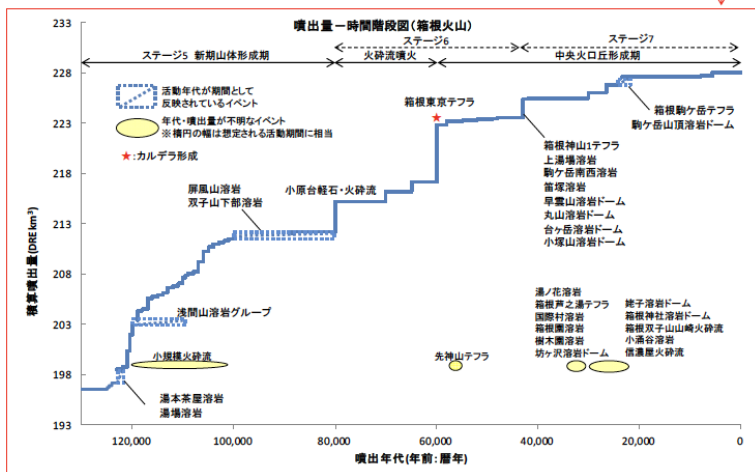 噴出量－時間階段図(箱根火山)
ステージ5 新期山体形成期
ステージ6
火砕流噴火
ステージ7
中央火口丘形成期
活動年代が期間として
反映されているイベント
年代・噴出量が不明なイベント
※楕円の幅は想定される活動期間に相当
★:カルデラ形成
箱根東京テフラ
箱根駒ケ岳テフラ
駒ケ岳山頂溶岩ドーム
箱根神山1テフラ
上湯場溶岩
駒ケ岳南西溶岩
笛塚溶岩
早雲山溶岩ドーム
丸山溶岩ドーム
台ヶ岳溶岩ドーム
小塚山溶岩ドーム
屏風山溶岩
双子山下部溶岩
小原台軽石・火砕流
浅間山溶岩グループ
小規模火砕流
湯本茶屋溶岩
湯場溶岩
先神山テフラ
湯ノ花溶岩
箱根芦之湯テフラ
国際村溶岩
箱根園溶岩
樹木園溶岩
坊ヶ沢溶岩ドーム
姥子溶岩ドーム
箱根神社溶岩ドーム
箱根双子山山崎火砕流
小涌谷溶岩
信濃屋火砕流
積算噴出量(DRE km³)
233
228
223
218
213
208
203
198
193
120,000
100,000
80,000
60,000
40,000
20,000
0
噴出年代(年前:暦年)